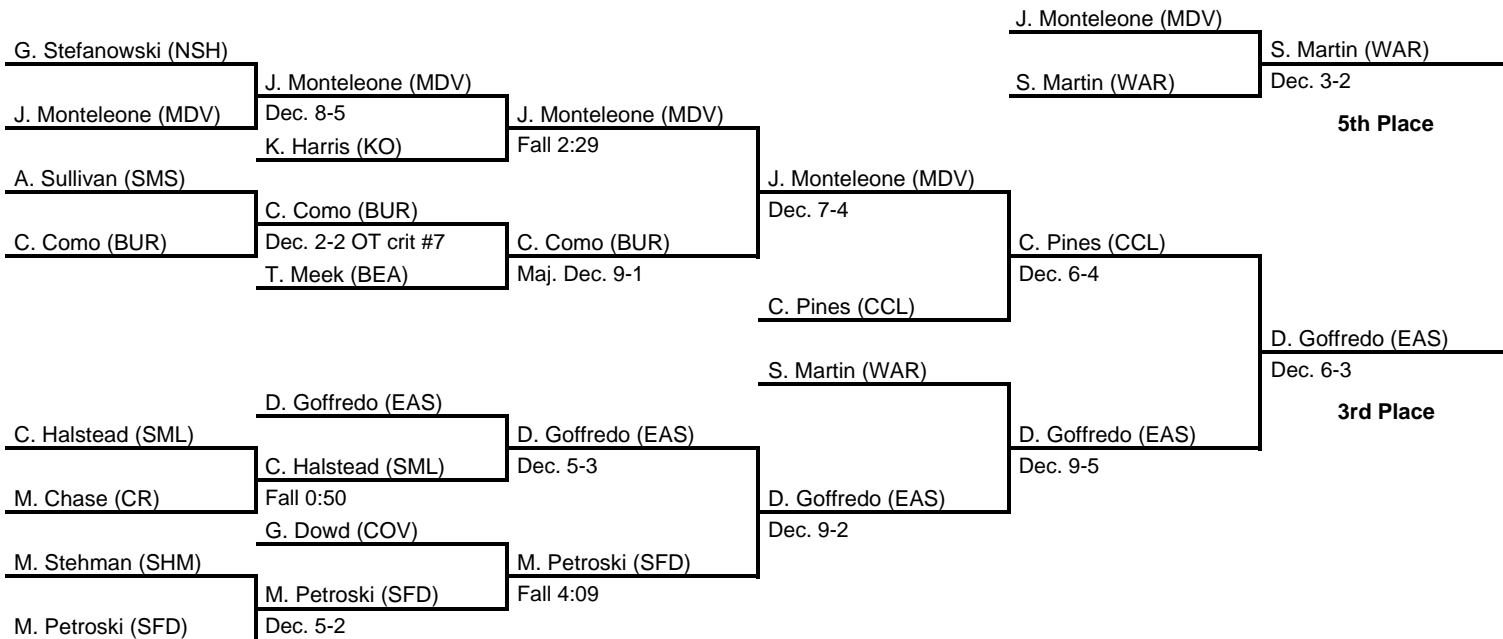 J. Monteleone (MDV)
G. Stefanowski (NSH)
S. Martin (WAR)
J. Monteleone (MDV)
S. Martin (WAR)
Dec. 3-2
J. Monteleone (MDV)
Dec. 8-5
J. Monteleone (MDV)
5th Place
K. Harris (KO)
Fall 2:29
A. Sullivan (SMS)
J. Monteleone (MDV)
C. Como (BUR)
Dec. 7-4
C. Como (BUR)
Dec. 2-2 OT crit #7
C. Como (BUR)
C. Pines (CCL)
T. Meek (BEA)
Maj. Dec. 9-1
Dec. 6-4
C. Pines (CCL)
D. Goffredo (EAS)
S. Martin (WAR)
Dec. 6-3
D. Goffredo (EAS)
3rd Place
C. Halstead (SML)
D. Goffredo (EAS)
D. Goffredo (EAS)
C. Halstead (SML)
Dec. 5-3
Dec. 9-5
M. Chase (CR)
Fall 0:50
D. Goffredo (EAS)
G. Dowd (COV)
Dec. 9-2
M. Stehman (SHM)
M. Petroski (SFD)
M. Petroski (SFD)
Fall 4:09
M. Petroski (SFD)
Dec. 5-2